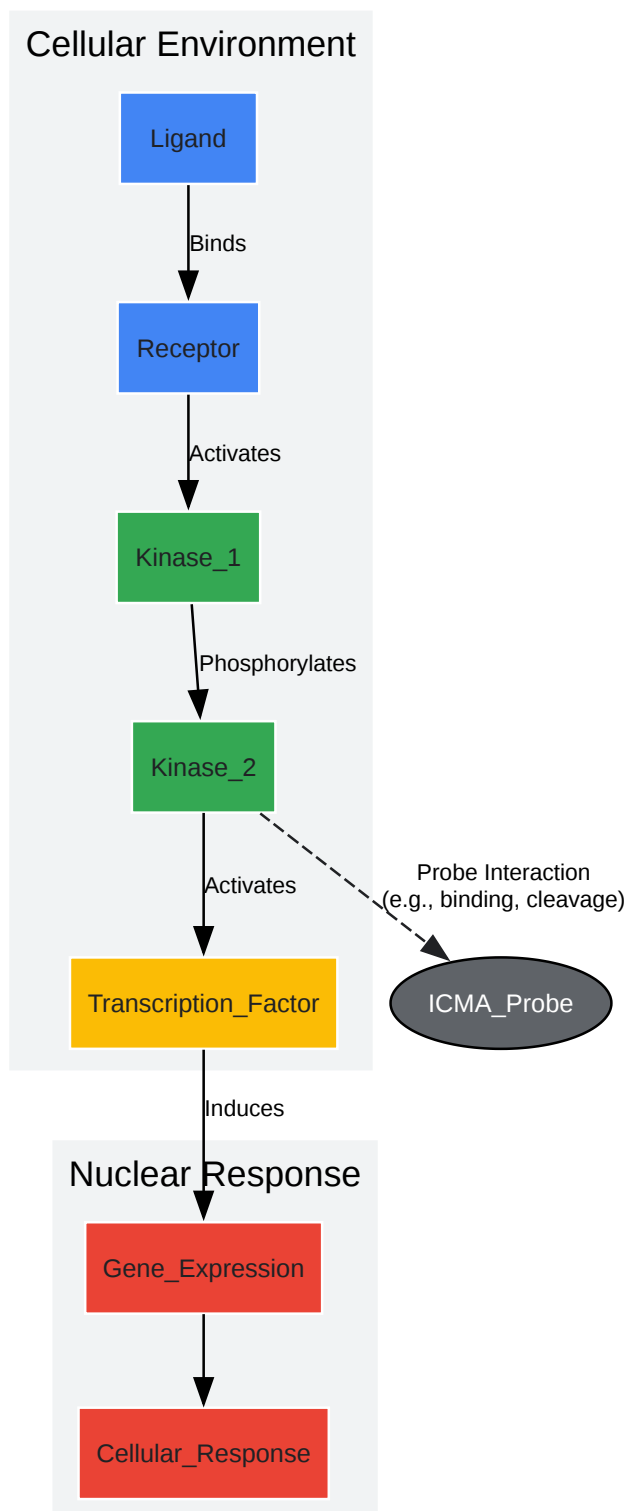 Cellular Environment
Ligand
Binds
Receptor
Activates
Kinase_1
Phosphorylates
Kinase_2
Probe Interaction
(e.g., binding, cleavage)
Activates
Transcription_Factor
ICMA_Probe
Induces
Nuclear Response
Gene_Expression
Cellular_Response